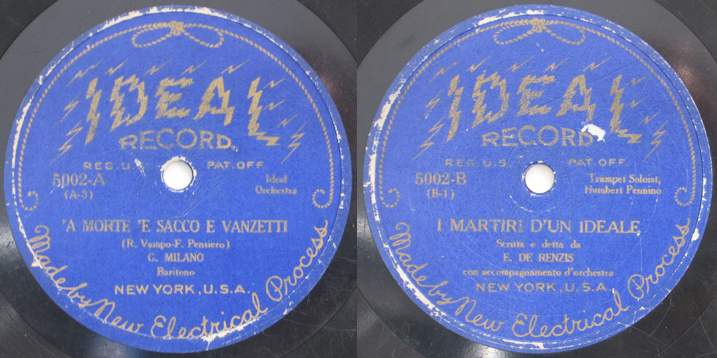 IDEAL
RECORD
REG. U.S. PAT. OFF.
5002-A
(A-3)
Ideal
Orchestra
'A MORTE 'E SACCO E VANZETTI
(R. Vampo-F. Pensiero)
G. MILANO
Baritono
NEW YORK, U.S.A.
Made by New Electrical Process
IDEAL
RECORD
REG. U.S. PAT. OFF.
5002-B
(B-1)
Trumpet Soloist,
Humbert Pennino
I MARTIRI D'UN IDEALE
Scritta e detta da
E. DE RENZIS
con accompagnamento d'orchestra
NEW YORK, U.S.A.
Made by New Electrical Process